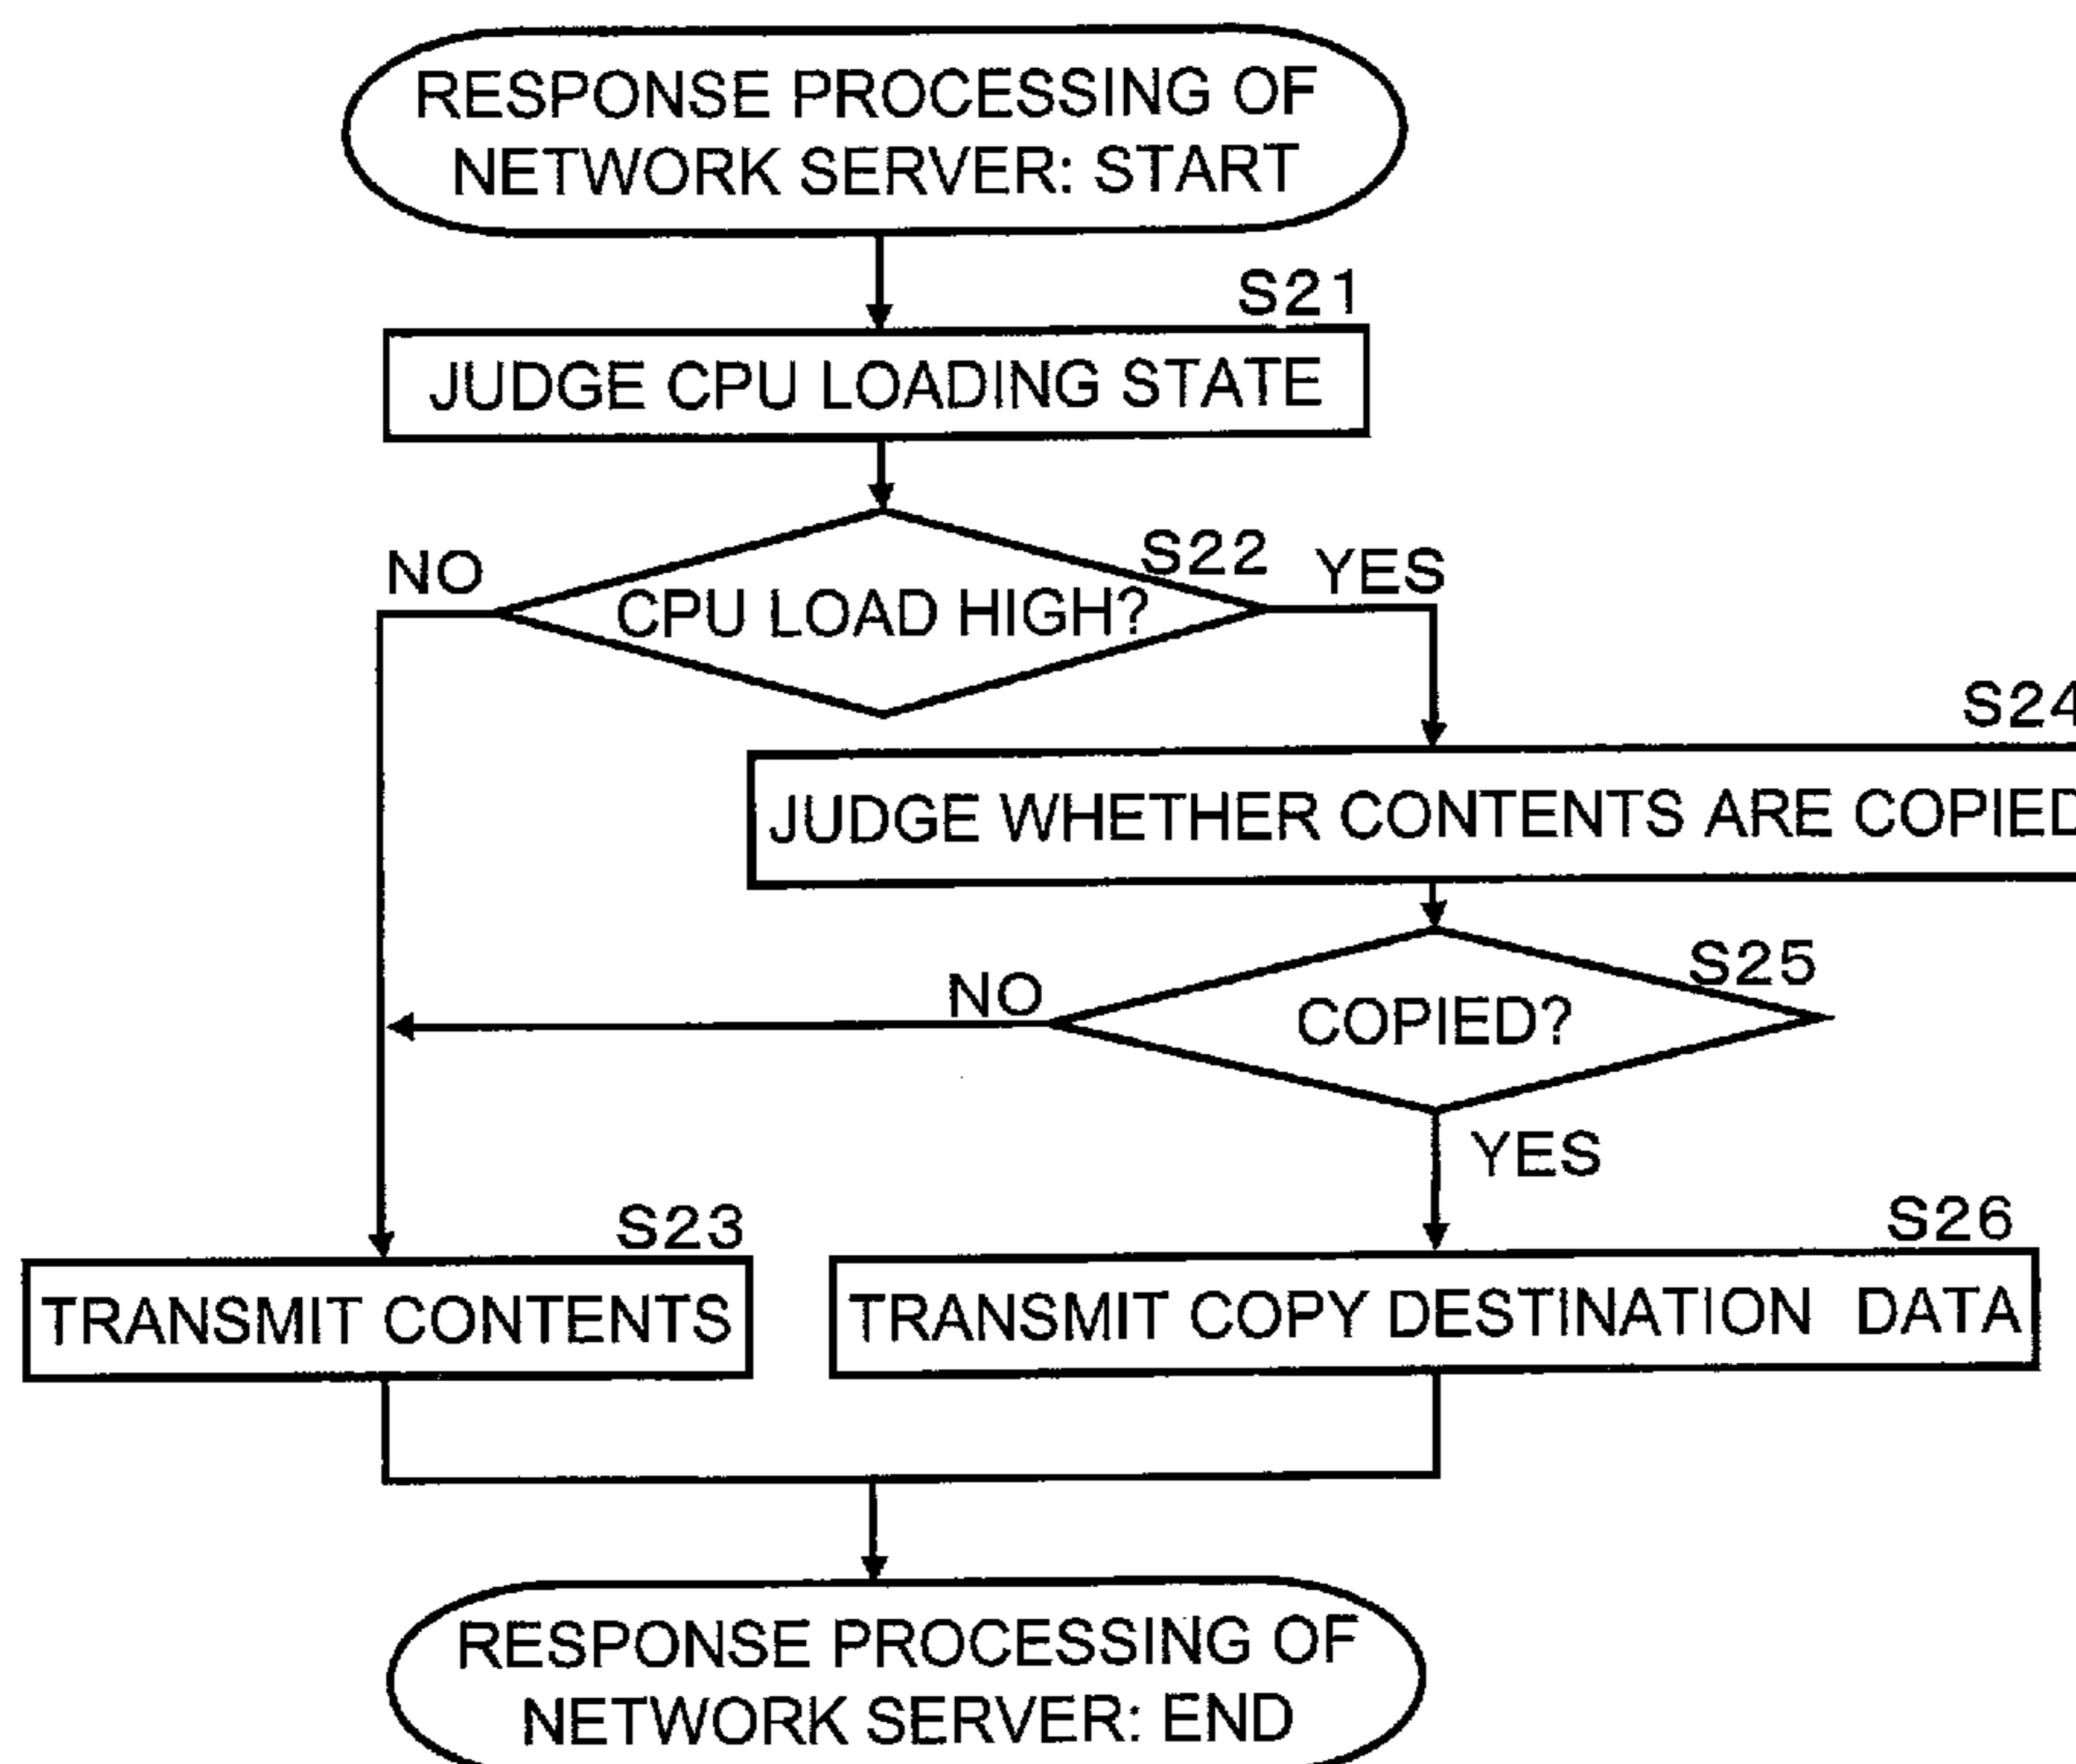 RESPONSE PROCESSING OF
NETWORK SERVER: START
S21
JUDGE CPU LOADING STATE
S22
NO
YES
CPU LOAD HIGH?
S24
JUDGE WHETHER CONTENTS ARE COPIED
S25
NO
COPIED?
YES
S23
S26
TRANSMIT CONTENTS
TRANSMIT COPY DESTINATION DATA
RESPONSE PROCESSING OF
NETWORK SERVER: END